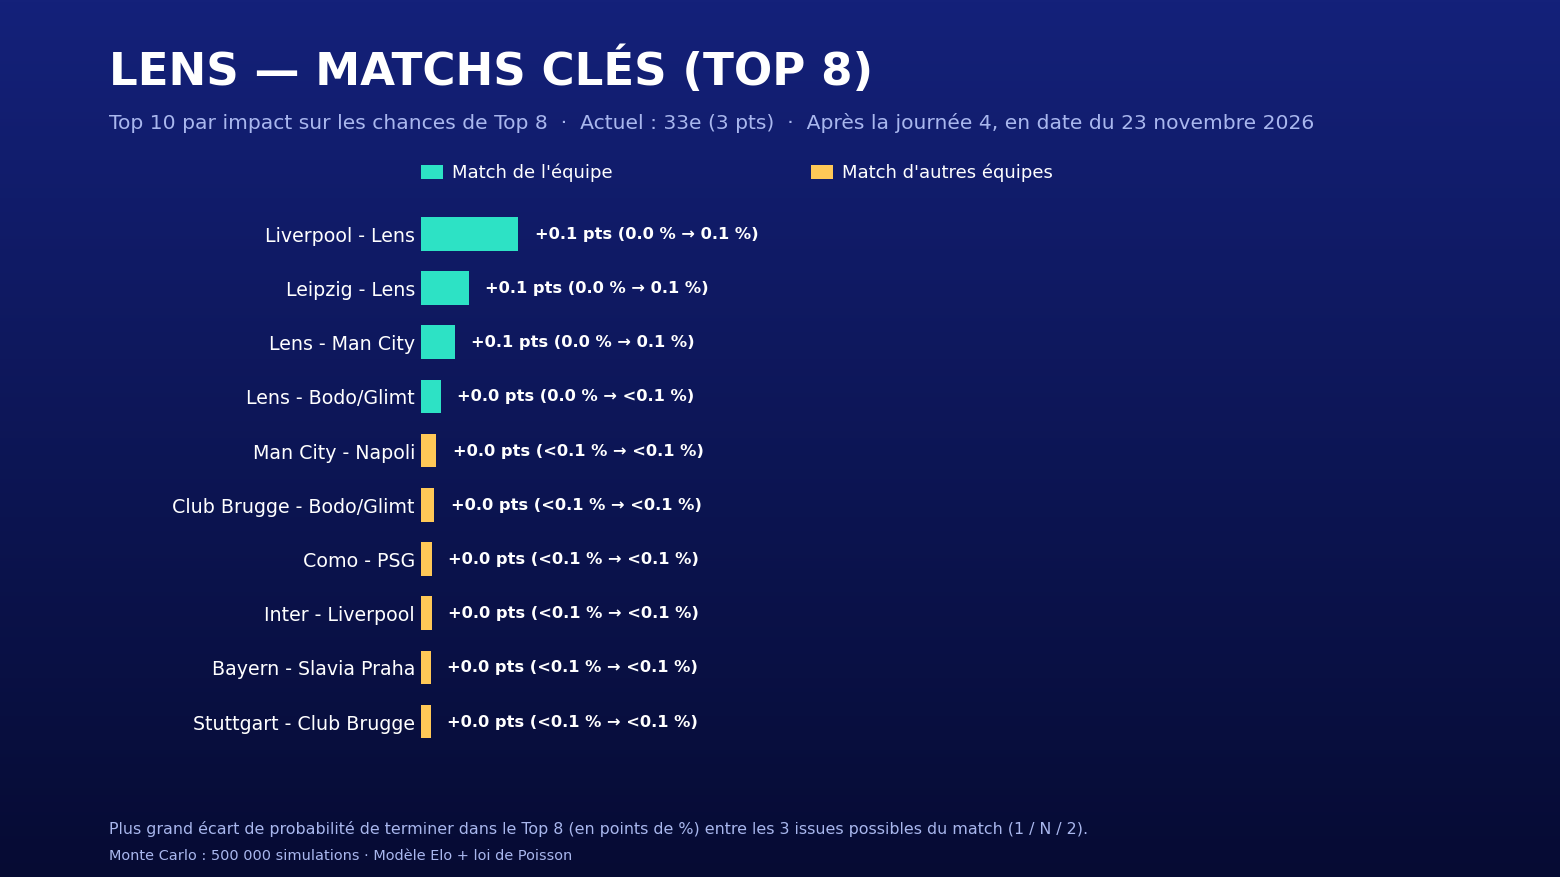 LENS — MATCHS CLÉS (TOP 8)
Top 10 par impact sur les chances de Top 8 · Actuel : 33e (3 pts) · Après la journée 4, en date du 23 novembre 2026
Match de l'équipe
Match d'autres équipes
Liverpool - Lens +0.1 pts (0.0 % → 0.1 %)
Leipzig - Lens +0.1 pts (0.0 % → 0.1 %)
Lens - Man City +0.1 pts (0.0 % → 0.1 %)
Lens - Bodo/Glimt +0.0 pts (0.0 % → <0.1 %)
Man City - Napoli +0.0 pts (<0.1 % → <0.1 %)
Club Brugge - Bodo/Glimt +0.0 pts (<0.1 % → <0.1 %)
Como - PSG +0.0 pts (<0.1 % → <0.1 %)
Inter - Liverpool +0.0 pts (<0.1 % → <0.1 %)
Bayern - Slavia Praha +0.0 pts (<0.1 % → <0.1 %)
Stuttgart - Club Brugge +0.0 pts (<0.1 % → <0.1 %)
Plus grand écart de probabilité de terminer dans le Top 8 (en points de %) entre les 3 issues possibles du match (1 / N / 2).
Monte Carlo : 500 000 simulations · Modèle Elo + loi de Poisson